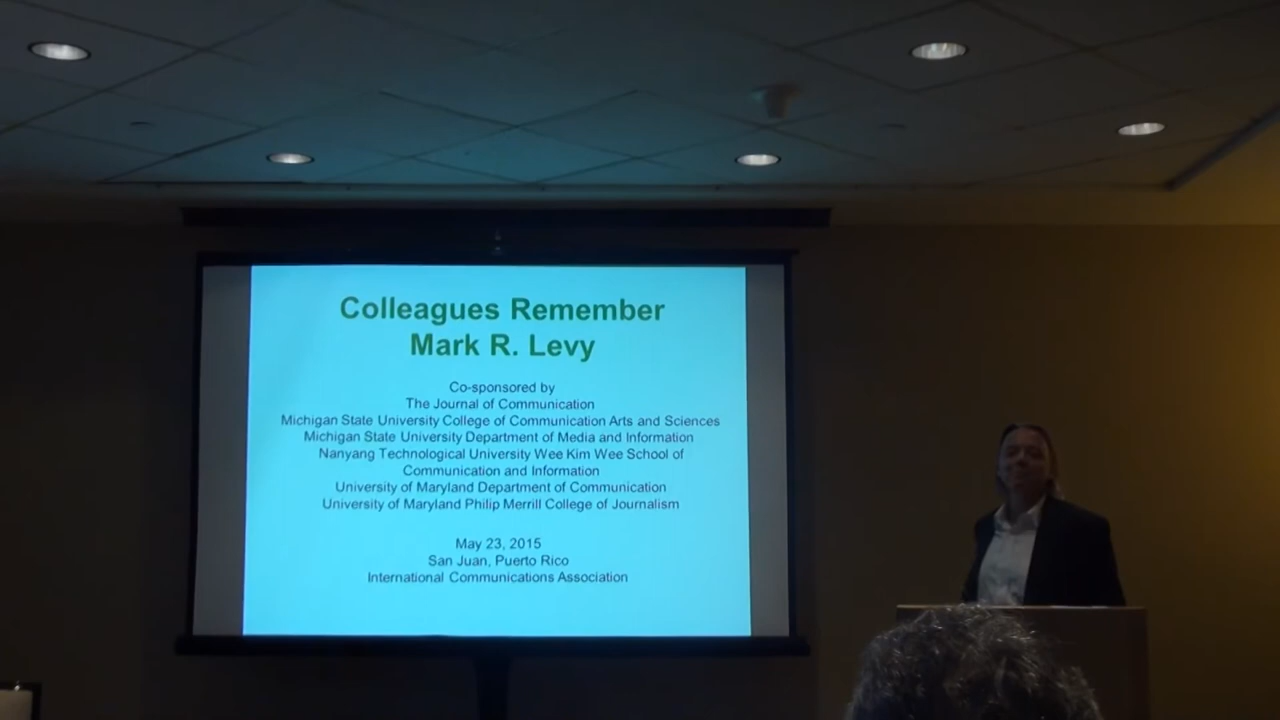 Colleagues Remember
Mark R. Levy
Co-sponsored by
The Journal of Communication
Michigan State University College of Communication Arts and Sciences
Michigan State University Department of Media and Information
Nanyang Technological University Wee Kim Wee School of
Communication and Information
University of Maryland Department of Communication
University of Maryland Philip Merrill College of Journalism
May 23, 2015
San Juan, Puerto Rico
International Communications Association